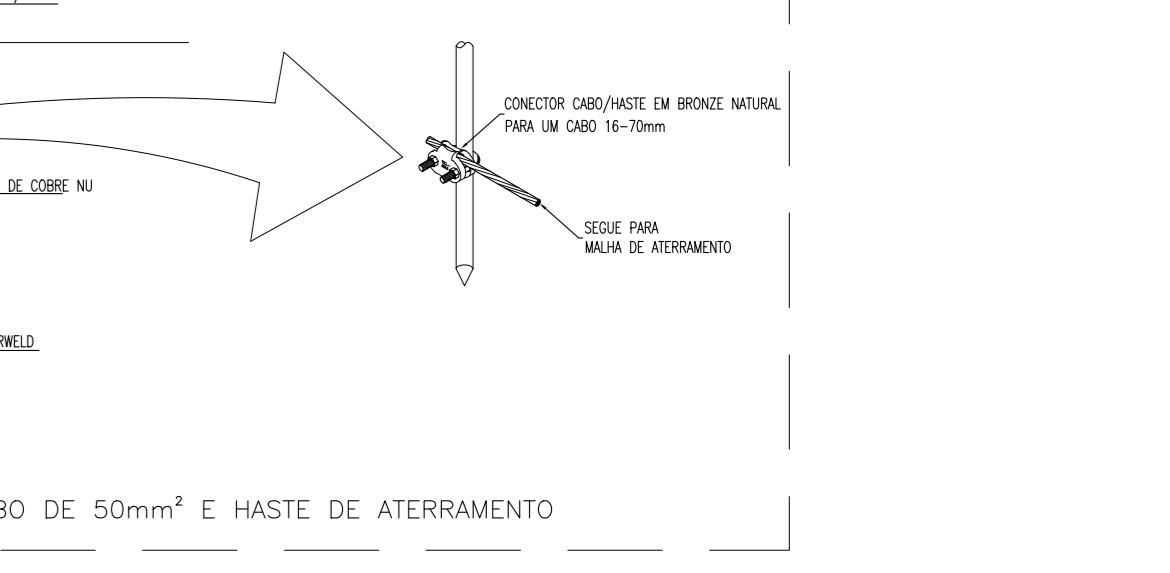 CONECTOR CABO/HASTE EM BRONZE NATURAL
PARA UM CABO 16-70mm
DE COBRE NU
SEGUE PARA
MALHA DE ATERRAMENTO
RWELD
BO DE 50mm² E HASTE DE ATERRAMENTO